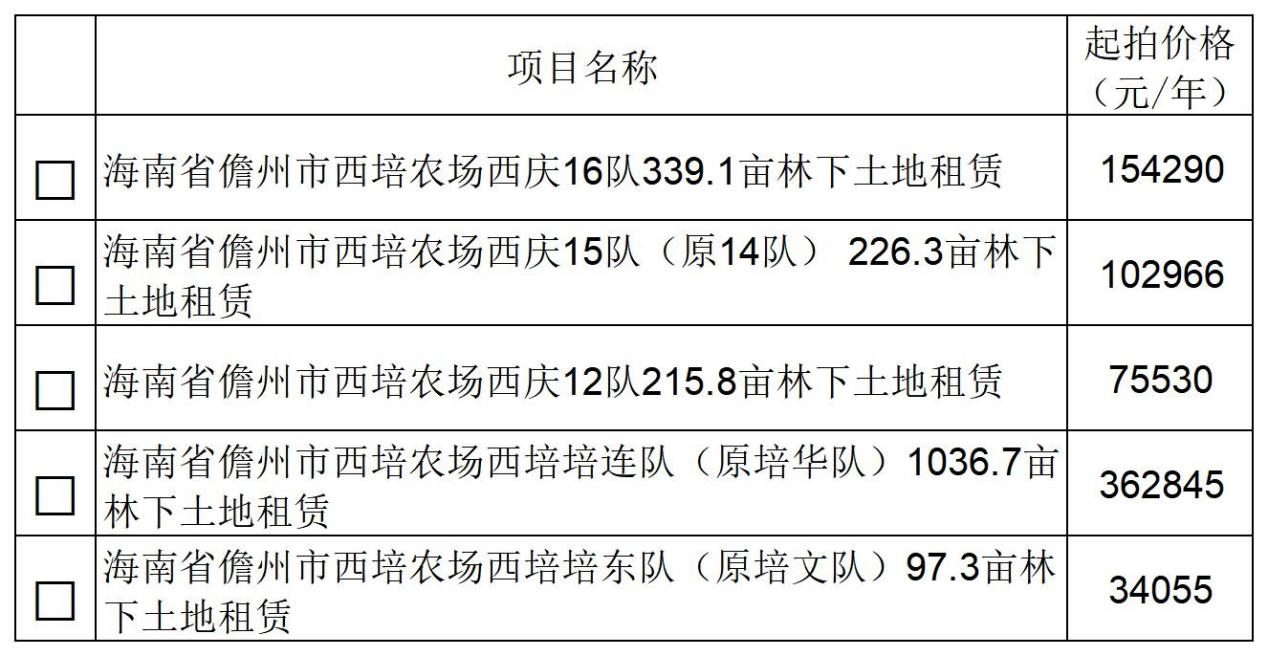 项目名称
起拍价格
（元/年）
□
海南省儋州市西培农场西庆16队339.1亩林下土地租赁
154290
□
海南省儋州市西培农场西庆15队（原14队） 226.3亩林下
土地租赁
102966
□
海南省儋州市西培农场西庆12队215.8亩林下土地租赁
75530
□
海南省儋州市西培农场西培培连队（原培华队）1036.7亩
林下土地租赁
362845
□
海南省儋州市西培农场西培培东队（原培文队）97.3亩林
下土地租赁
34055